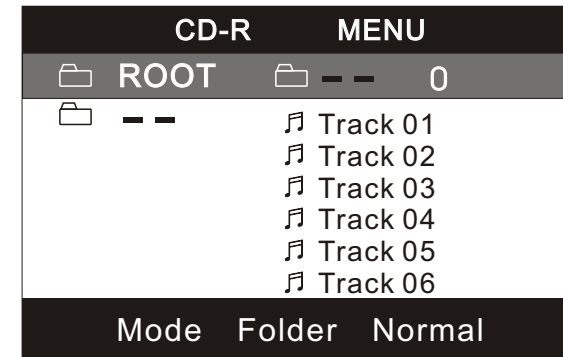 CD-R MENU
ROOT -- 0
--
Track 01
Track 02
Track 03
Track 04
Track 05
Track 06
Mode Folder Normal